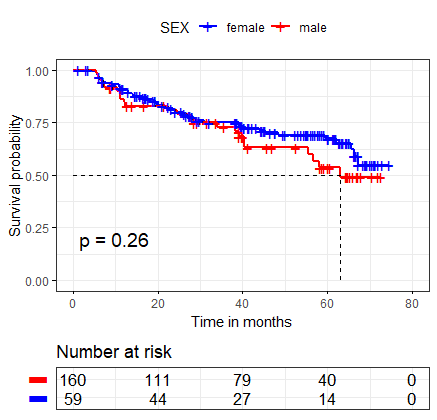 SEX female male
1.00
0.75
0.50
0.25
0.00
Survival probability
p = 0.26
0 20 40 60 80
Time in months
Number at risk
160 111 79 40 0
59 44 27 14 0